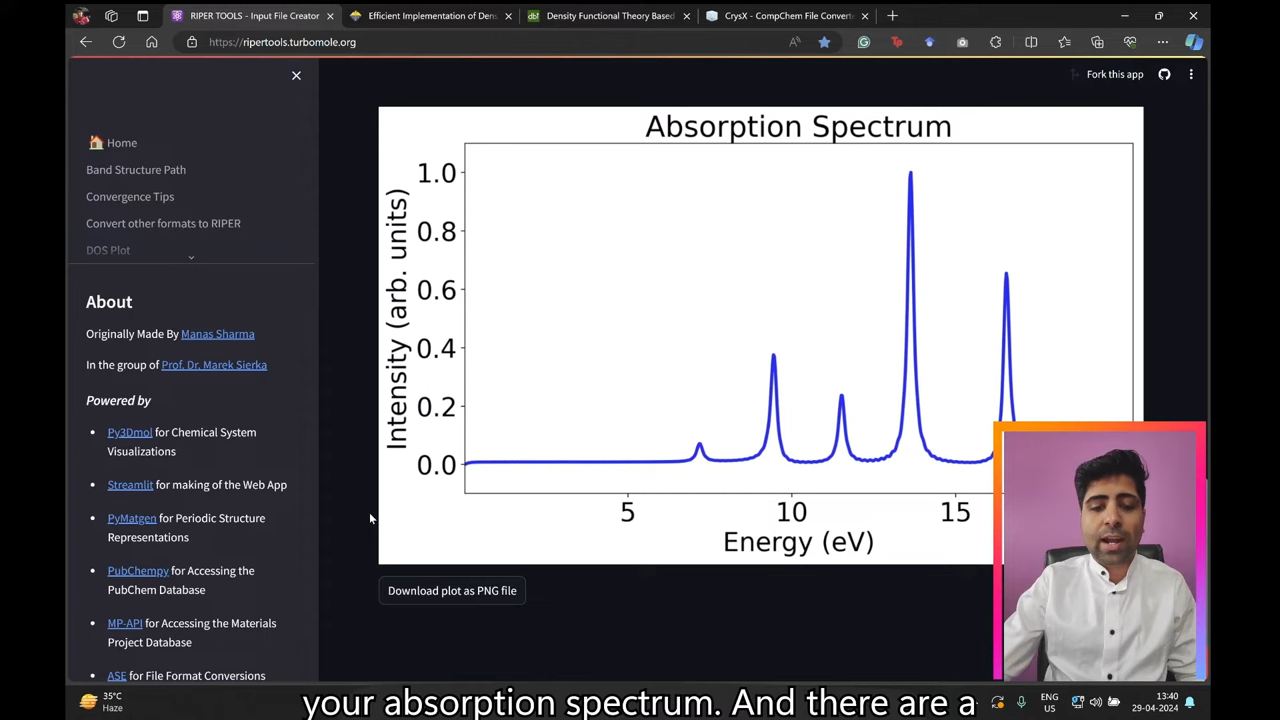 RIPER TOOLS - Input File Creator
Efficient Implementation of Den
Density Functional Theory Based
CrysX - CompChem File Converte
https://ripertools.turbomole.org
Fork this app
Home
Band Structure Path
Convergence Tips
Convert other formats to RIPER
DOS Plot
About
Originally Made By Manas Sharma
In the group of Prof. Dr. Marek Sierka
Powered by
Py3Dmol for Chemical System
Visualizations
Streamlit for making of the Web App
PyMatgen for Periodic Structure
Representations
PubChempy for Accessing the
PubChem Database
MP-API for Accessing the Materials
Project Database
ASE for File Format Conversions
Absorption Spectrum
Intensity (arb. units)
1.0
0.8
0.6
0.4
0.2
0.0
5
10
15
Energy (eV)
Download plot as PNG file
35°C
Haze
ENG
US
13:40
29-04-2024
your absorption spectrum. And there are a